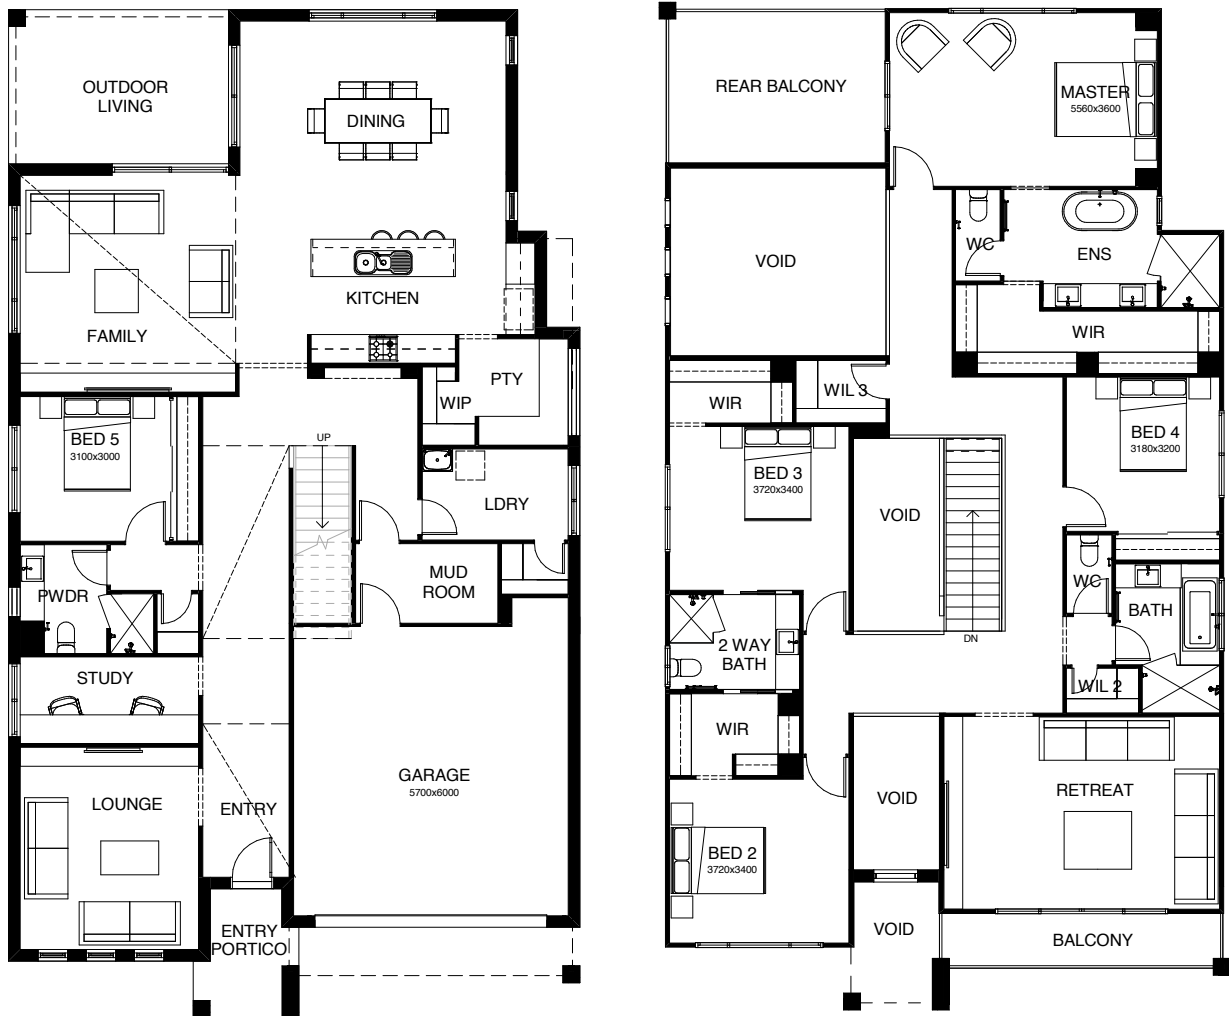 OUTDOOR
LIVING
DINING
KITCHEN
FAMILY
PTY
WIP
BED 5
3100x3000
UP
LDRY
MUD
ROOM
PWDR
STUDY
GARAGE
5700x6000
LOUNGE
ENTRY
ENTRY
PORTICO
REAR BALCONY
MASTER
5560x3600
VOID
WC
ENS
WIR
WIR
WIL 3
BED 4
3180x3200
BED 3
3720x3400
VOID
WC
BATH
2 WAY
BATH
DN
WIL 2
WIR
RETREAT
VOID
BED 2
3720x3400
VOID
BALCONY